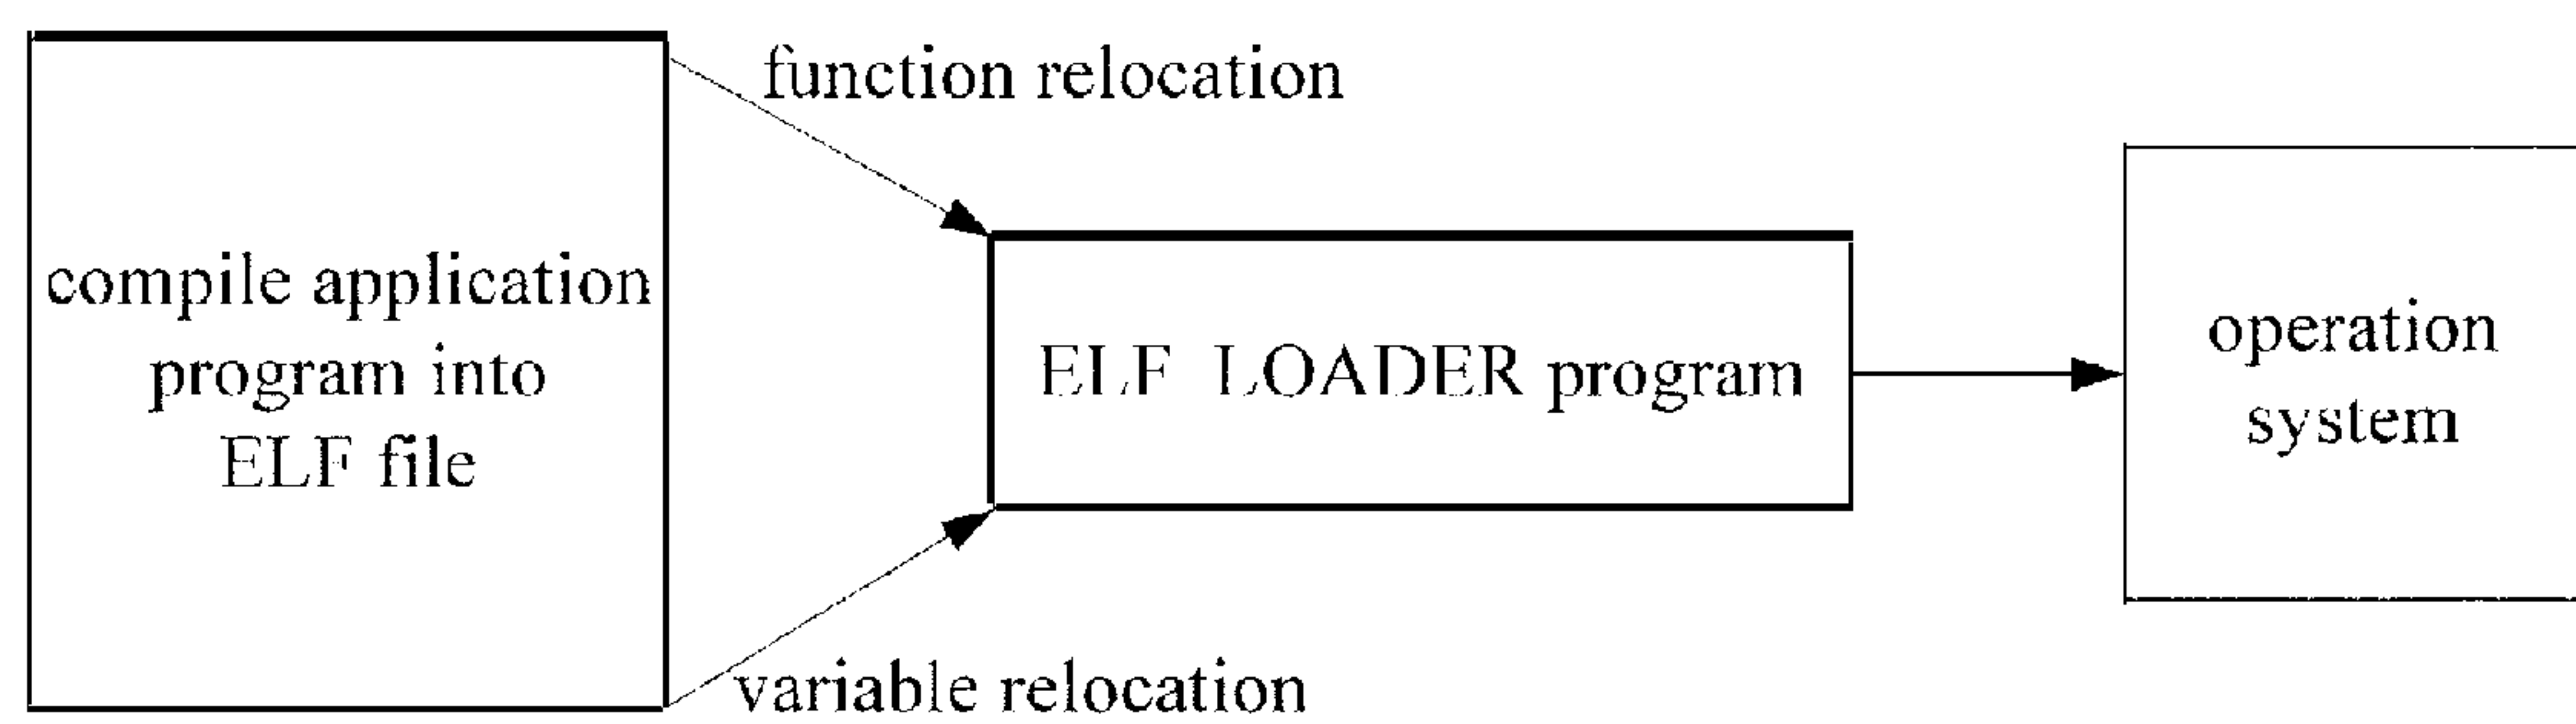 function relocation
compile application
program into
ELF file
ELF LOADER program
operation
system
variable relocation